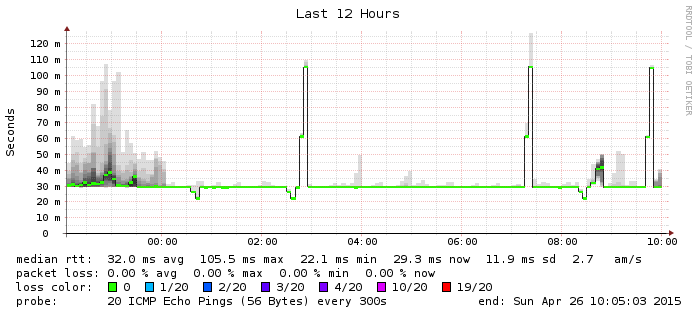 Last 12 Hours
RRDTOOL / TOBI OETIKER
Seconds
120 m
110 m
100 m
90 m
80 m
70 m
60 m
50 m
40 m
30 m
20 m
10 m
0
00:00 02:00 04:00 06:00 08:00 10:00
median rtt: 32.0 ms avg 105.5 ms max 22.1 ms min 29.3 ms now 11.9 ms sd 2.7 am/s
packet loss: 0.00 % avg 0.00 % max 0.00 % min 0.00 % now
loss color: 0 1/20 2/20 3/20 4/20 10/20 19/20
probe: 20 ICMP Echo Pings (56 Bytes) every 300s end: Sun Apr 26 10:05:03 2015